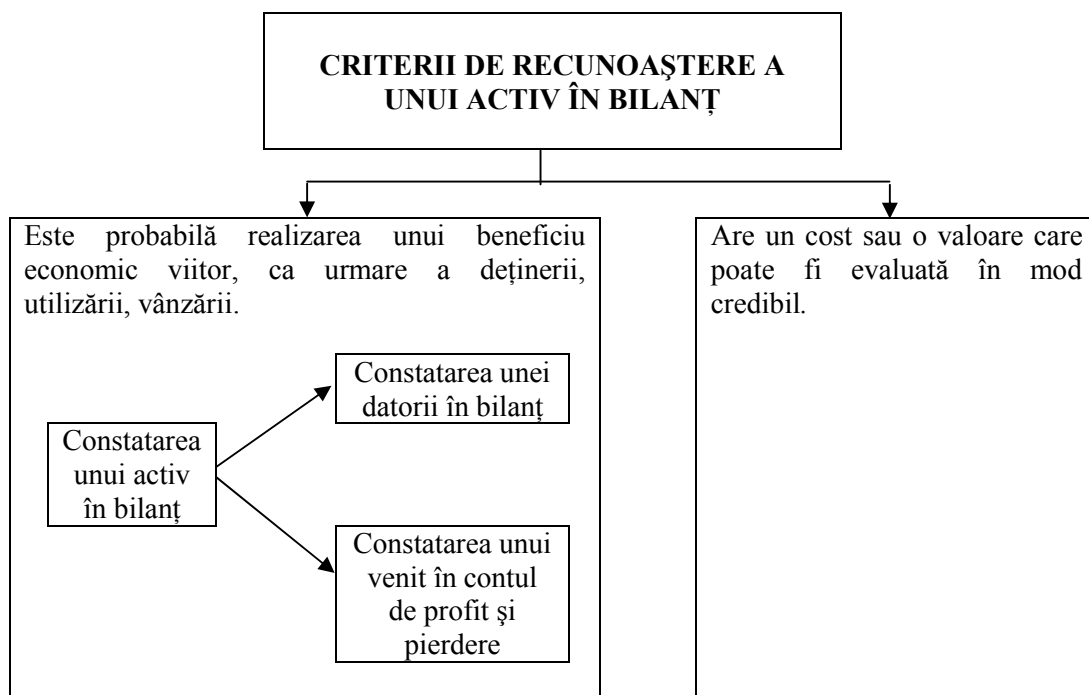 CRITERII DE RECUNOAŞTERE A
UNUI ACTIV ÎN BILANȚ
Este probabilă realizarea unui beneficiu
economic viitor, ca urmare a deținerii,
utilizării, vânzării.
Constatarea unei
datorii în bilanț
Constatarea
unui activ
în bilanț
Constatarea unui
venit în contul
de profit şi
pierdere
Are un cost sau o valoare care
poate fi evaluată în mod
credibil.